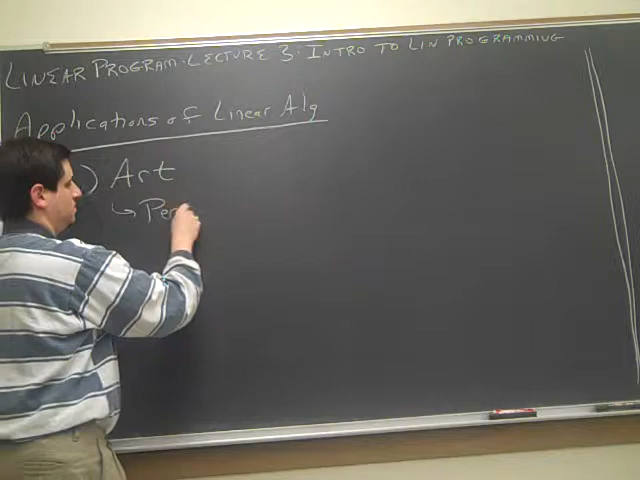 LINEAR PROGRAM. LECTURE 3: INTRO TO LIN PROGRAMMING
Applications of Linear Alg
) Art
↳ Per